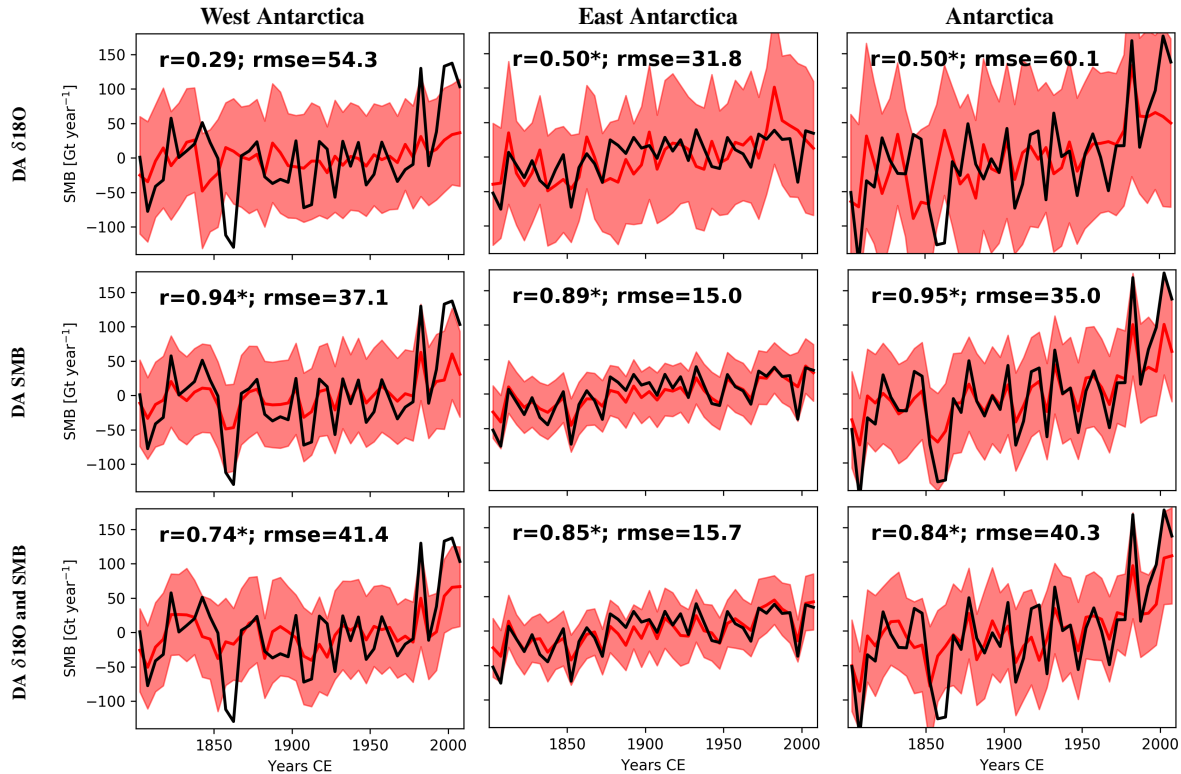 West Antarctica East Antarctica Antarctica
DA δ18O
SMB [Gt year⁻¹]
150
100
50
0
−50
−100
r=0.29; rmse=54.3
r=0.50*; rmse=31.8
r=0.50*; rmse=60.1
DA SMB
SMB [Gt year⁻¹]
150
100
50
0
−50
−100
r=0.94*; rmse=37.1
r=0.89*; rmse=15.0
r=0.95*; rmse=35.0
DA δ18O and SMB
SMB [Gt year⁻¹]
150
100
50
0
−50
−100
r=0.74*; rmse=41.4
r=0.85*; rmse=15.7
r=0.84*; rmse=40.3
1850 1900 1950 2000
1850 1900 1950 2000
1850 1900 1950 2000
Years CE
Years CE
Years CE